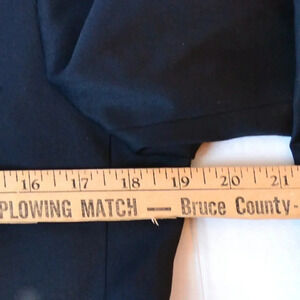 16 17 18 19 20 21
PLOWING MATCH — Bruce County -